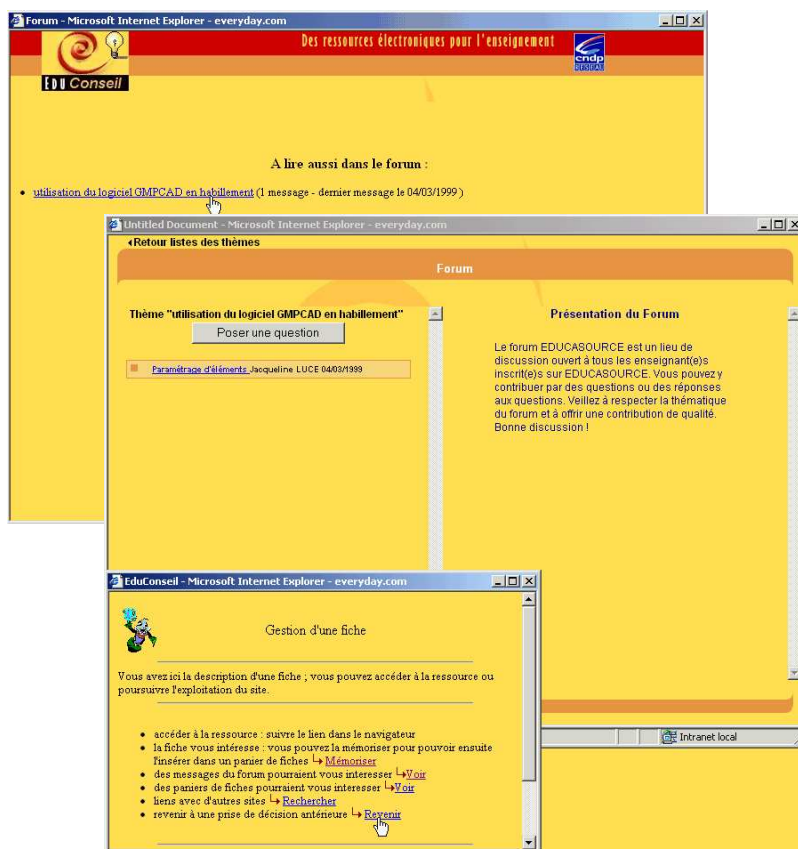 Forum - Microsoft Internet Explorer - everyday.com
Des ressources électroniques pour l'enseignement
cndp
EDU Conseil
A lire aussi dans le forum :
• utilisation du logiciel GMPCAD en habillement (1 message - dernier message le 04/03/1999 )
Untitled Document - Microsoft Internet Explorer - everyday.com
Retour listes des thèmes
Forum
Thème "utilisation du logiciel GMPCAD en habillement"
Poser une question
Paramétrage d'éléments Jacqueline LUCE 04/03/1999
Présentation du Forum
Le forum EDUCASOURCE est un lieu de
discussion ouvert à tous les enseignant(e)s
inscrit(e)s sur EDUCASOURCE. Vous pouvez y
contribuer par des questions ou des réponses
aux questions. Veillez à respecter la thématique
du forum et à offrir une contribution de qualité.
Bonne discussion !
Intranet local
EduConseil - Microsoft Internet Explorer - everyday.com
Gestion d'une fiche
Vous avez ici la description d'une fiche ; vous pouvez accéder à la ressource ou
poursuivre l'exploitation du site.
• accéder à la ressource : suivre le lien dans le navigateur
• la fiche vous intéresse : vous pouvez la mémoriser pour pouvoir ensuite
l'insérer dans un panier de fiches ↳ Mémoriser
• des messages du forum pourraient vous interesser ↳ Voir
• des paniers de fiches pourraient vous interesser ↳ Voir
• liens avec d'autres sites ↳ Rechercher
• revenir à une prise de décision antérieure ↳ Revenir